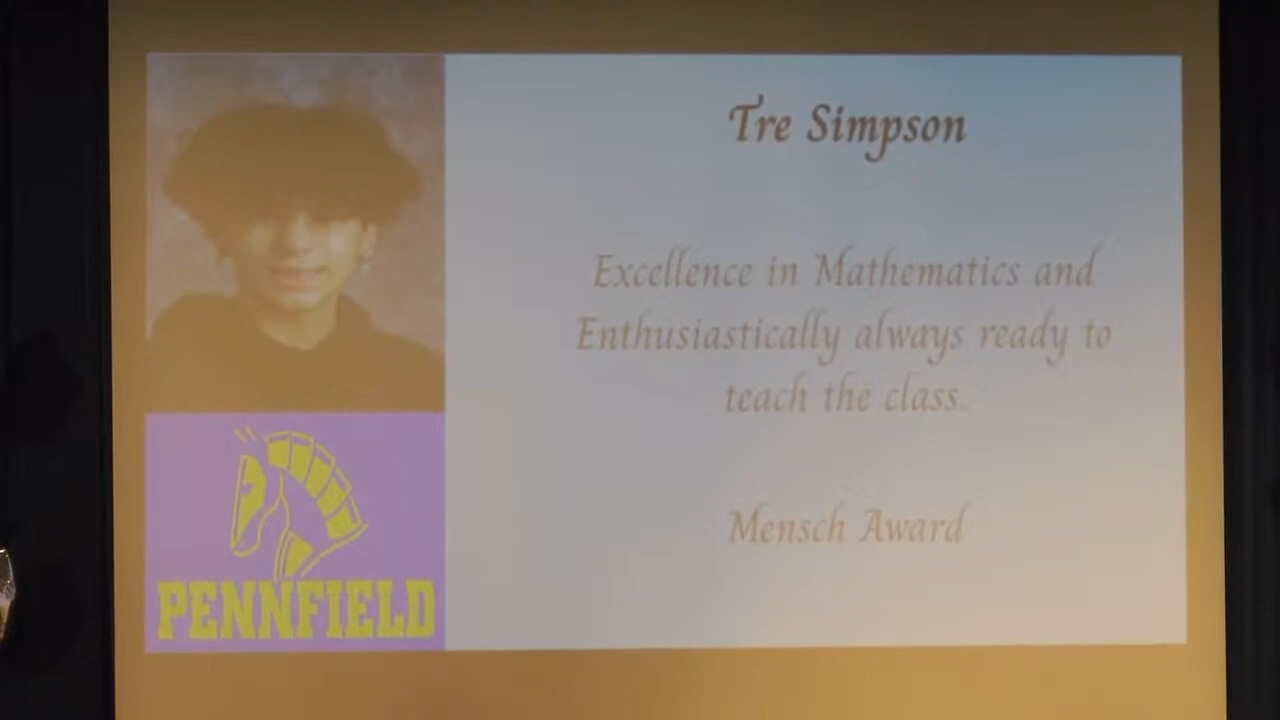 Tre Simpson
Excellence in Mathematics and
Enthusiastically always ready to
teach the class.
Mensch Award
PENNFIELD